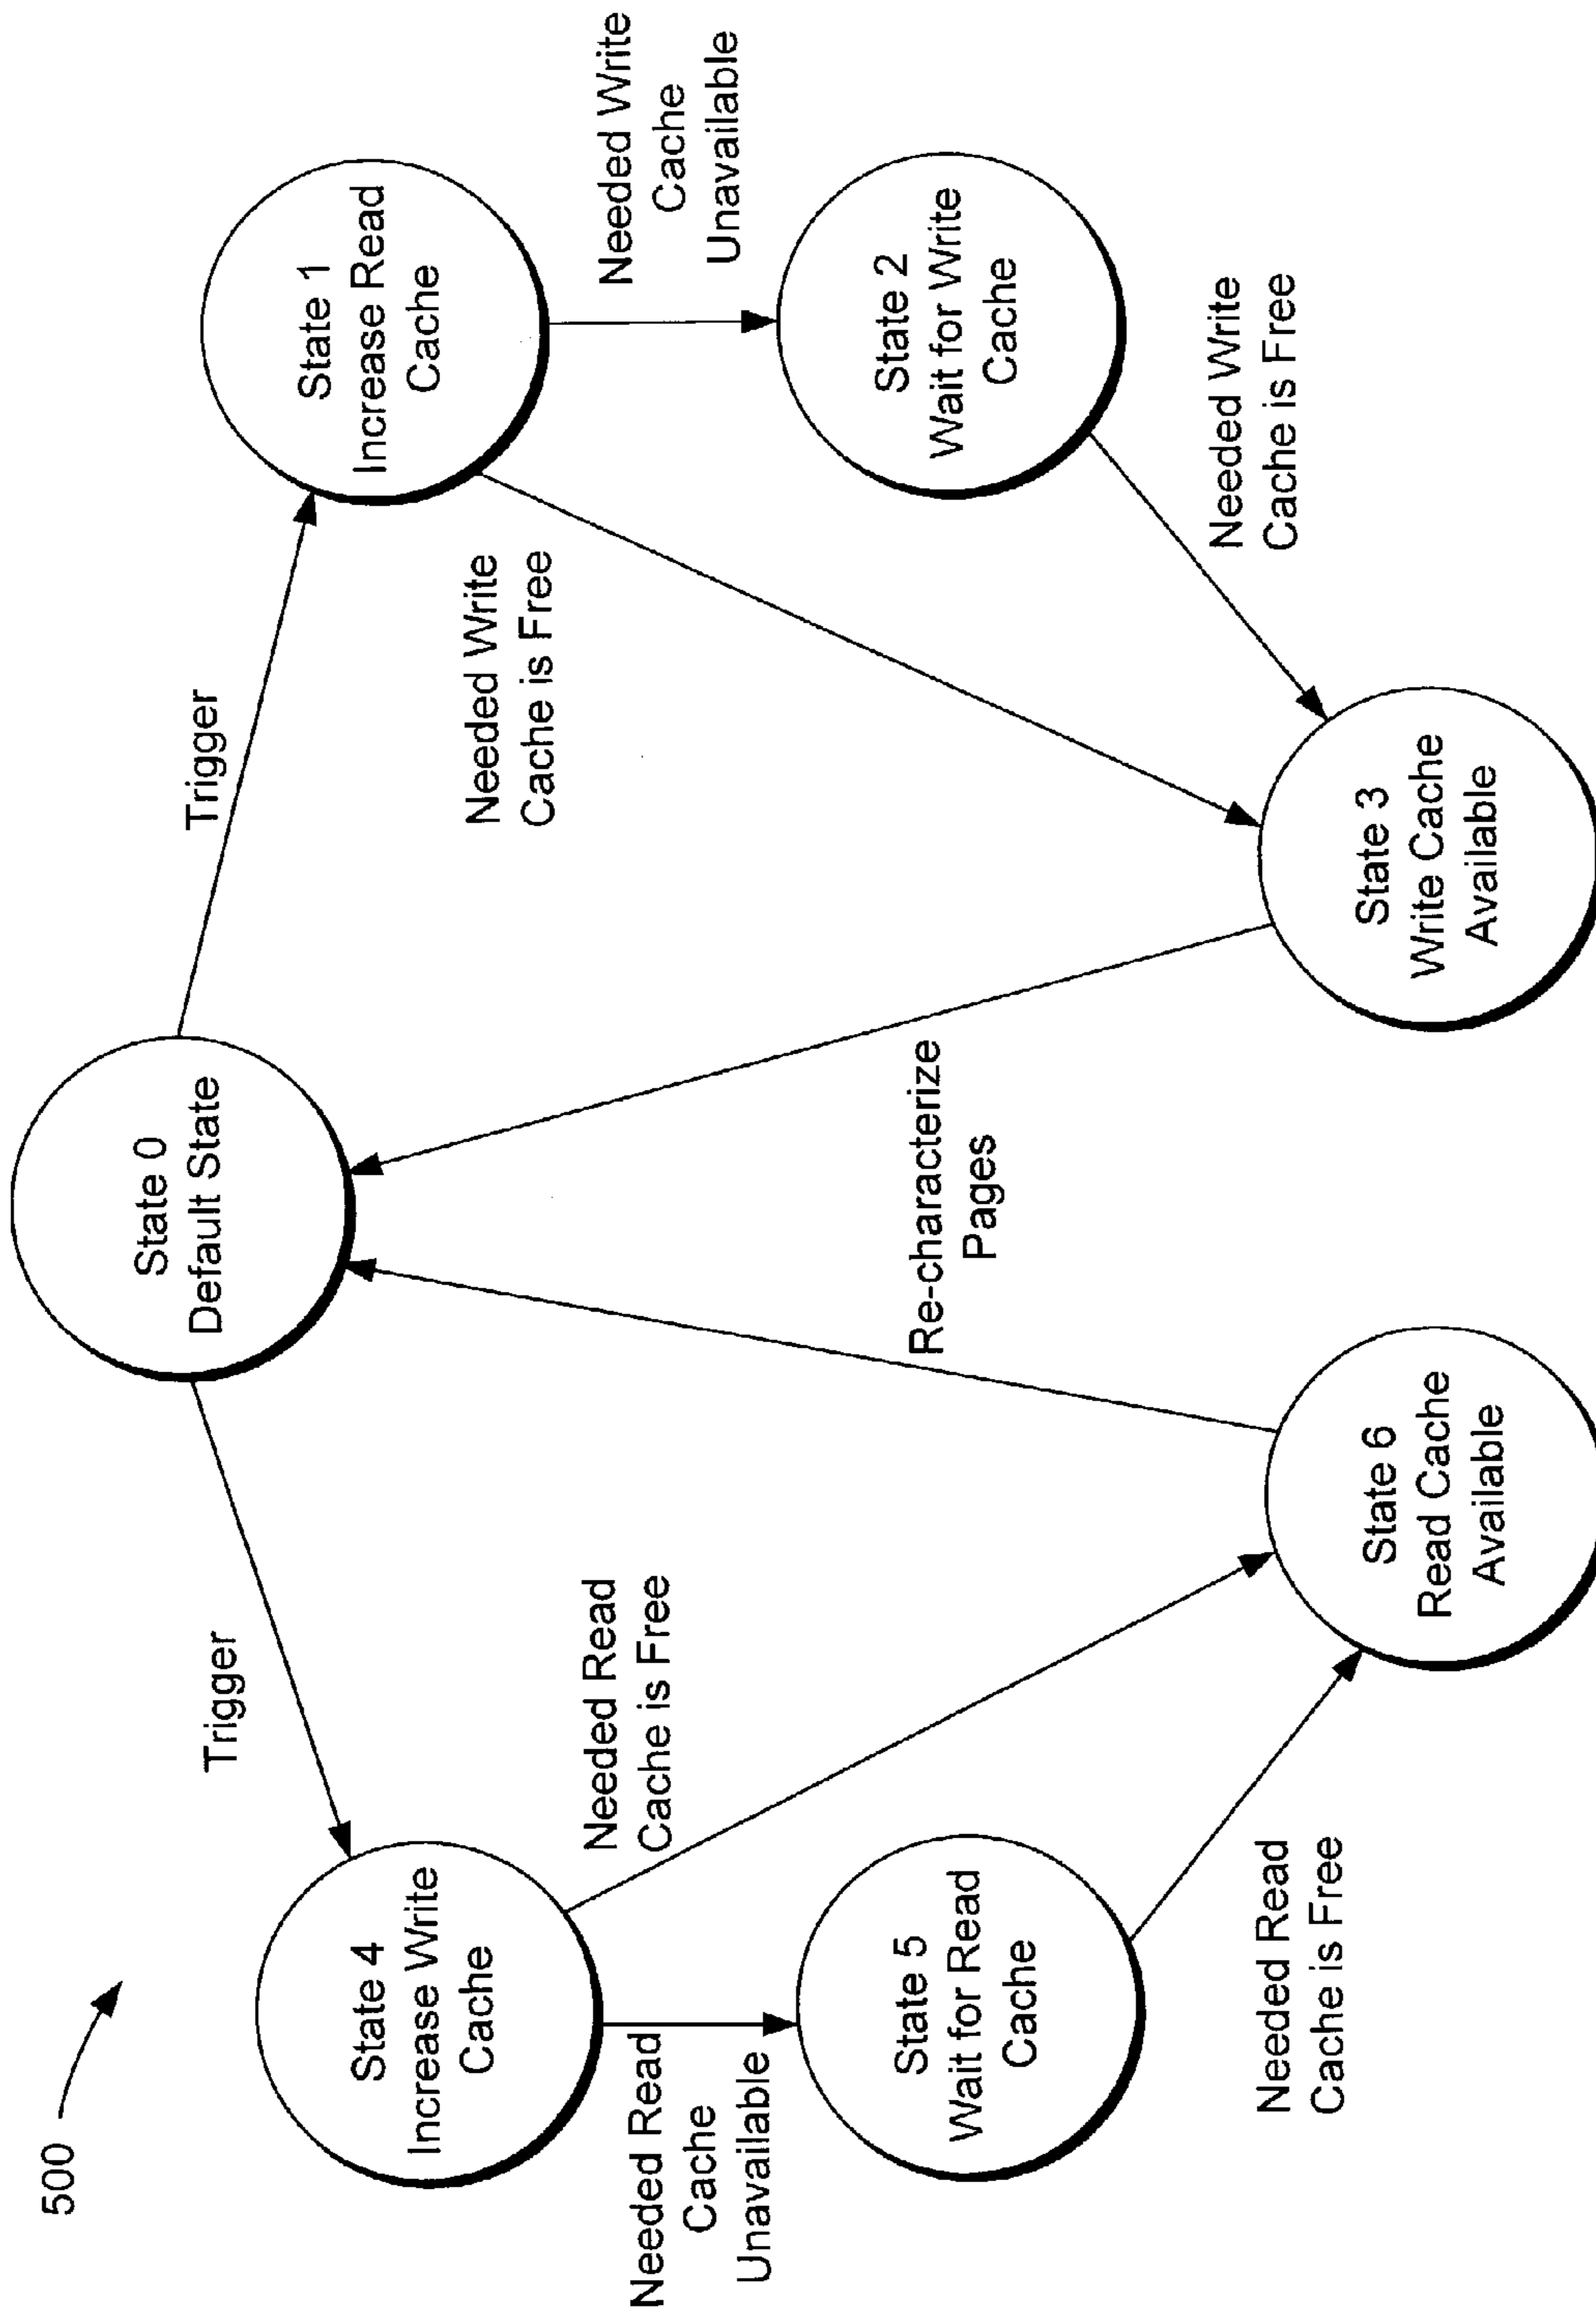 500
State 0
Default State
Trigger
Trigger
State 4
Increase Write
Cache
State 1
Increase Read
Cache
Needed Read
Cache is Free
Needed Write
Cache is Free
Needed Read
Cache
Unavailable
Needed Write
Cache
Unavailable
State 5
Wait for Read
Cache
Re-characterize
Pages
State 2
Wait for Write
Cache
Needed Read
Cache is Free
Needed Write
Cache is Free
State 6
Read Cache
Available
State 3
Write Cache
Available